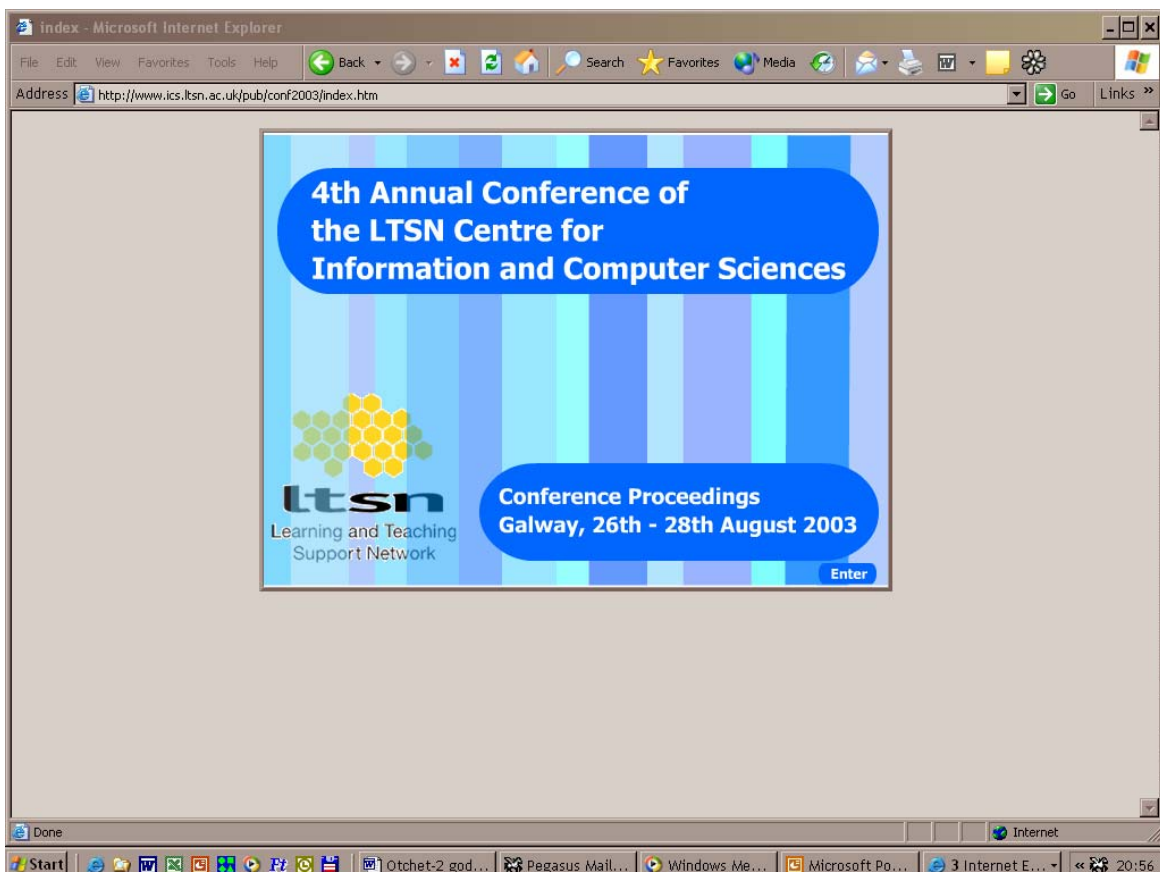 index - Microsoft Internet Explorer
File Edit View Favorites Tools Help Back Search Favorites Media
Address http://www.ics.ltsn.ac.uk/pub/conf2003/index.htm Go Links »
4th Annual Conference of
the LTSN Centre for
Information and Computer Sciences
ltsn
Learning and Teaching
Support Network
Conference Proceedings
Galway, 26th - 28th August 2003
Enter
Done Internet
Start Otchet-2 god... Pegasus Mail... Windows Me... Microsoft Po... 3 Internet E... « 20:56